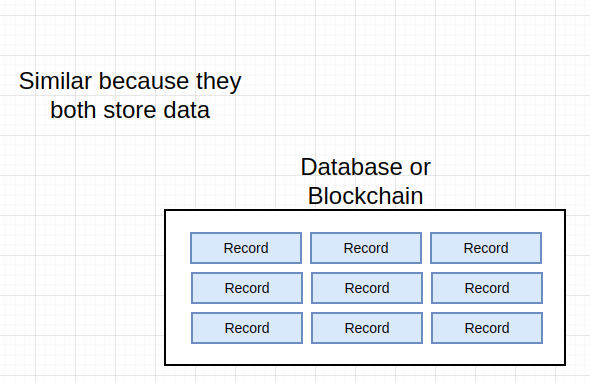 Similar because they
both store data
Database or
Blockchain
Record Record Record
Record Record Record
Record Record Record